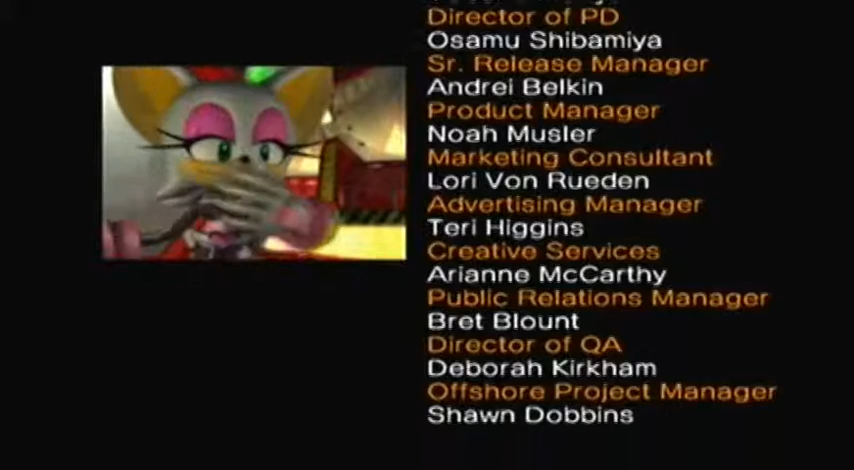 Director of PD
Osamu Shibamiya
Sr. Release Manager
Andrei Belkin
Product Manager
Noah Musler
Marketing Consultant
Lori Von Rueden
Advertising Manager
Teri Higgins
Creative Services
Arianne McCarthy
Public Relations Manager
Bret Blount
Director of QA
Deborah Kirkham
Offshore Project Manager
Shawn Dobbins